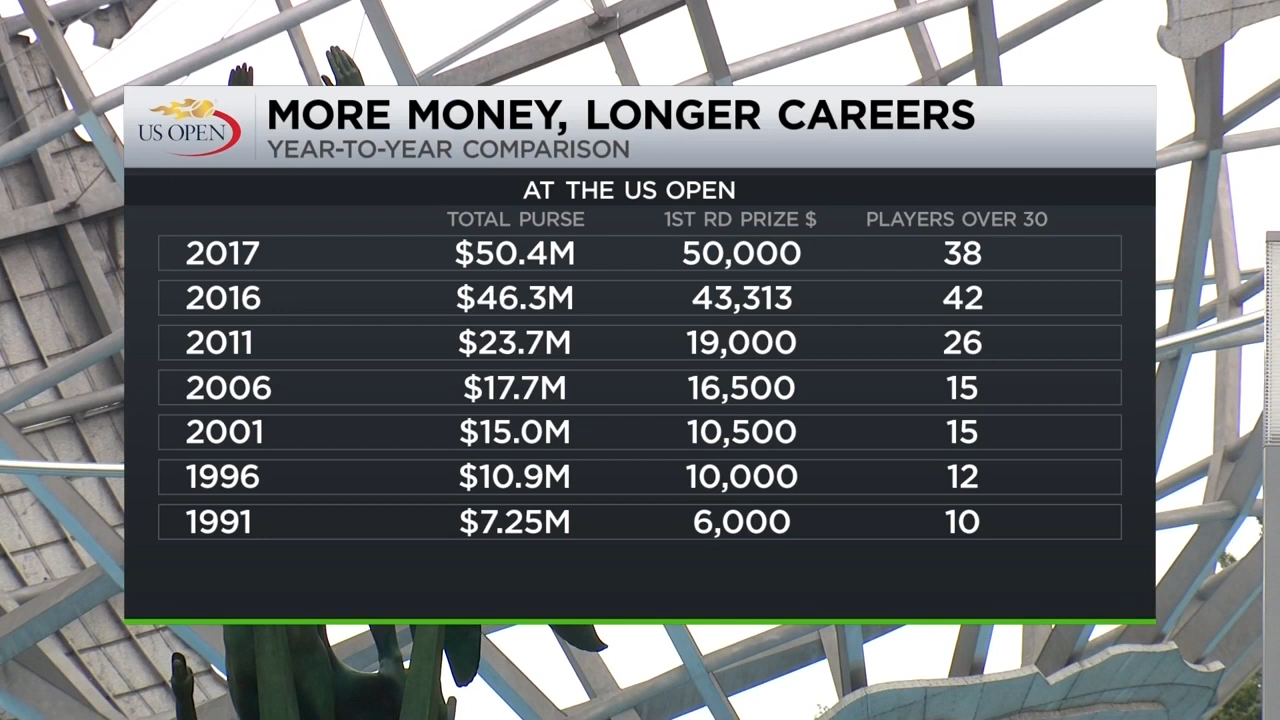 US OPEN
MORE MONEY, LONGER CAREERS
YEAR-TO-YEAR COMPARISON
AT THE US OPEN
TOTAL PURSE 1ST RD PRIZE $ PLAYERS OVER 30
2017 $50.4M 50,000 38
2016 $46.3M 43,313 42
2011 $23.7M 19,000 26
2006 $17.7M 16,500 15
2001 $15.0M 10,500 15
1996 $10.9M 10,000 12
1991 $7.25M 6,000 10